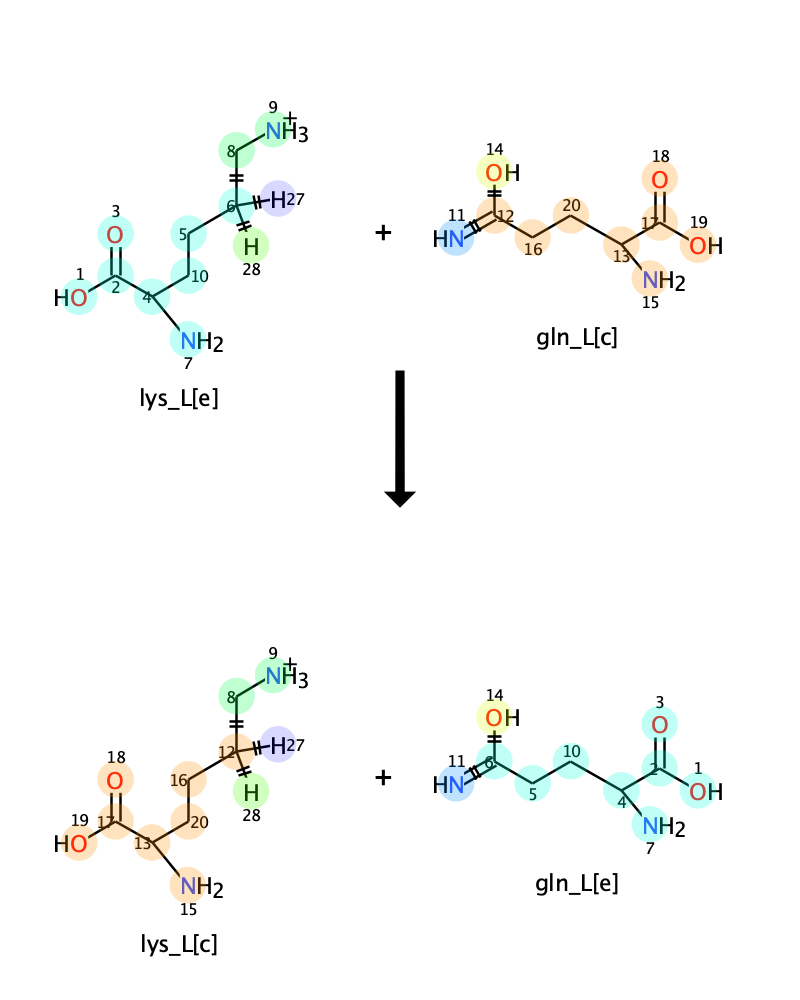 9
8 NH3 +
14
18
3
6 H 27
OH
O
O
5
H
11
12
20
17
19
+
HN
16
13
OH
1
28
NH2
HO
2
4
10
15
NH2
7
gln_L[c]
lys_L[e]
9
8 NH3 +
14
3
18
12 H 27
OH
O
O
16
H
11
6
10
2
1
+
HN
5
4
OH
19
28
NH2
HO
17
13
20
7
NH2
15
gln_L[e]
lys_L[c]